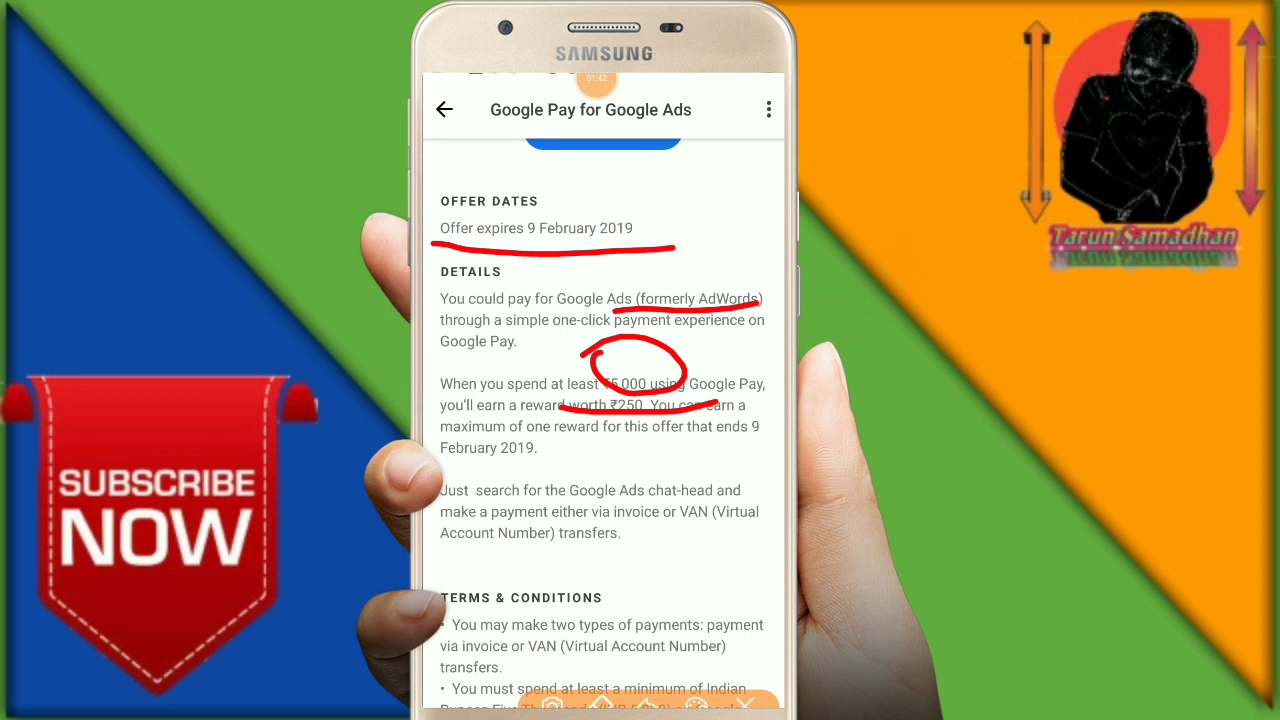 SAMSUNG
01:42
Google Pay for Google Ads
OFFER DATES
Offer expires 9 February 2019
DETAILS
You could pay for Google Ads (formerly AdWords)
through a simple one-click payment experience on
Google Pay.
When you spend at least ₹5,000 using Google Pay,
you’ll earn a reward worth ₹250. You can earn a
maximum of one reward for this offer that ends 9
February 2019.
Just search for the Google Ads chat-head and
make a payment either via invoice or VAN (Virtual
Account Number) transfers.
TERMS & CONDITIONS
• You may make two types of payments: payment
via invoice or VAN (Virtual Account Number)
transfers.
• You must spend at least a minimum of Indian
SUBSCRIBE
NOW
Tarun Samadhan